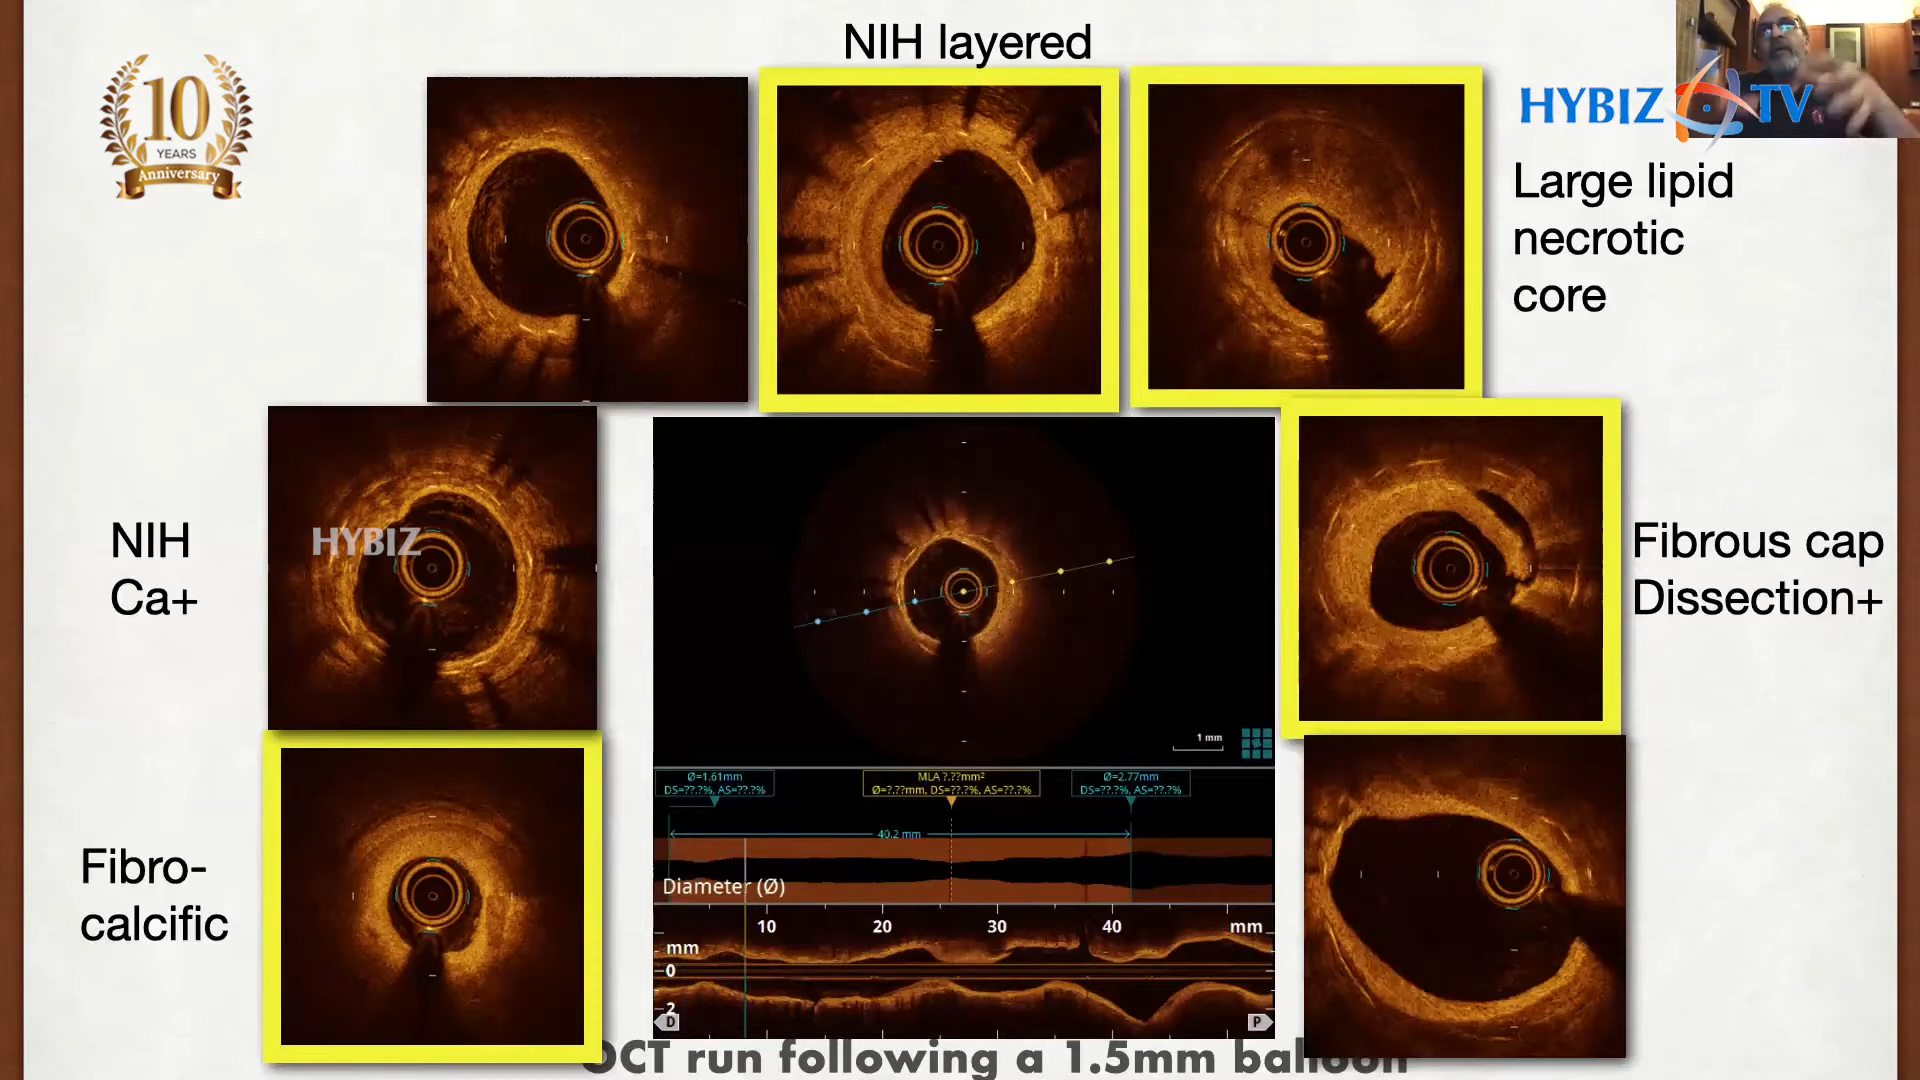 NIH layered
10
YEARS
Anniversary
HYBIZ TV
Large lipid
necrotic
core
NIH
Ca+
HYBIZ
Fibrous cap
Dissection+
Fibro-
calcific
1 mm
Ø=1.61mm
DS=??.?%, AS=??.?%
MLA ?.??mm²
Ø=?.??mm, DS=??.?%, AS=??.?%
Ø=2.77mm
DS=??.?%, AS=??.?%
40.2 mm
Diameter (Ø)
10 20 30 40 mm
mm
0
2
D P
OCT run following a 1.5mm balloon